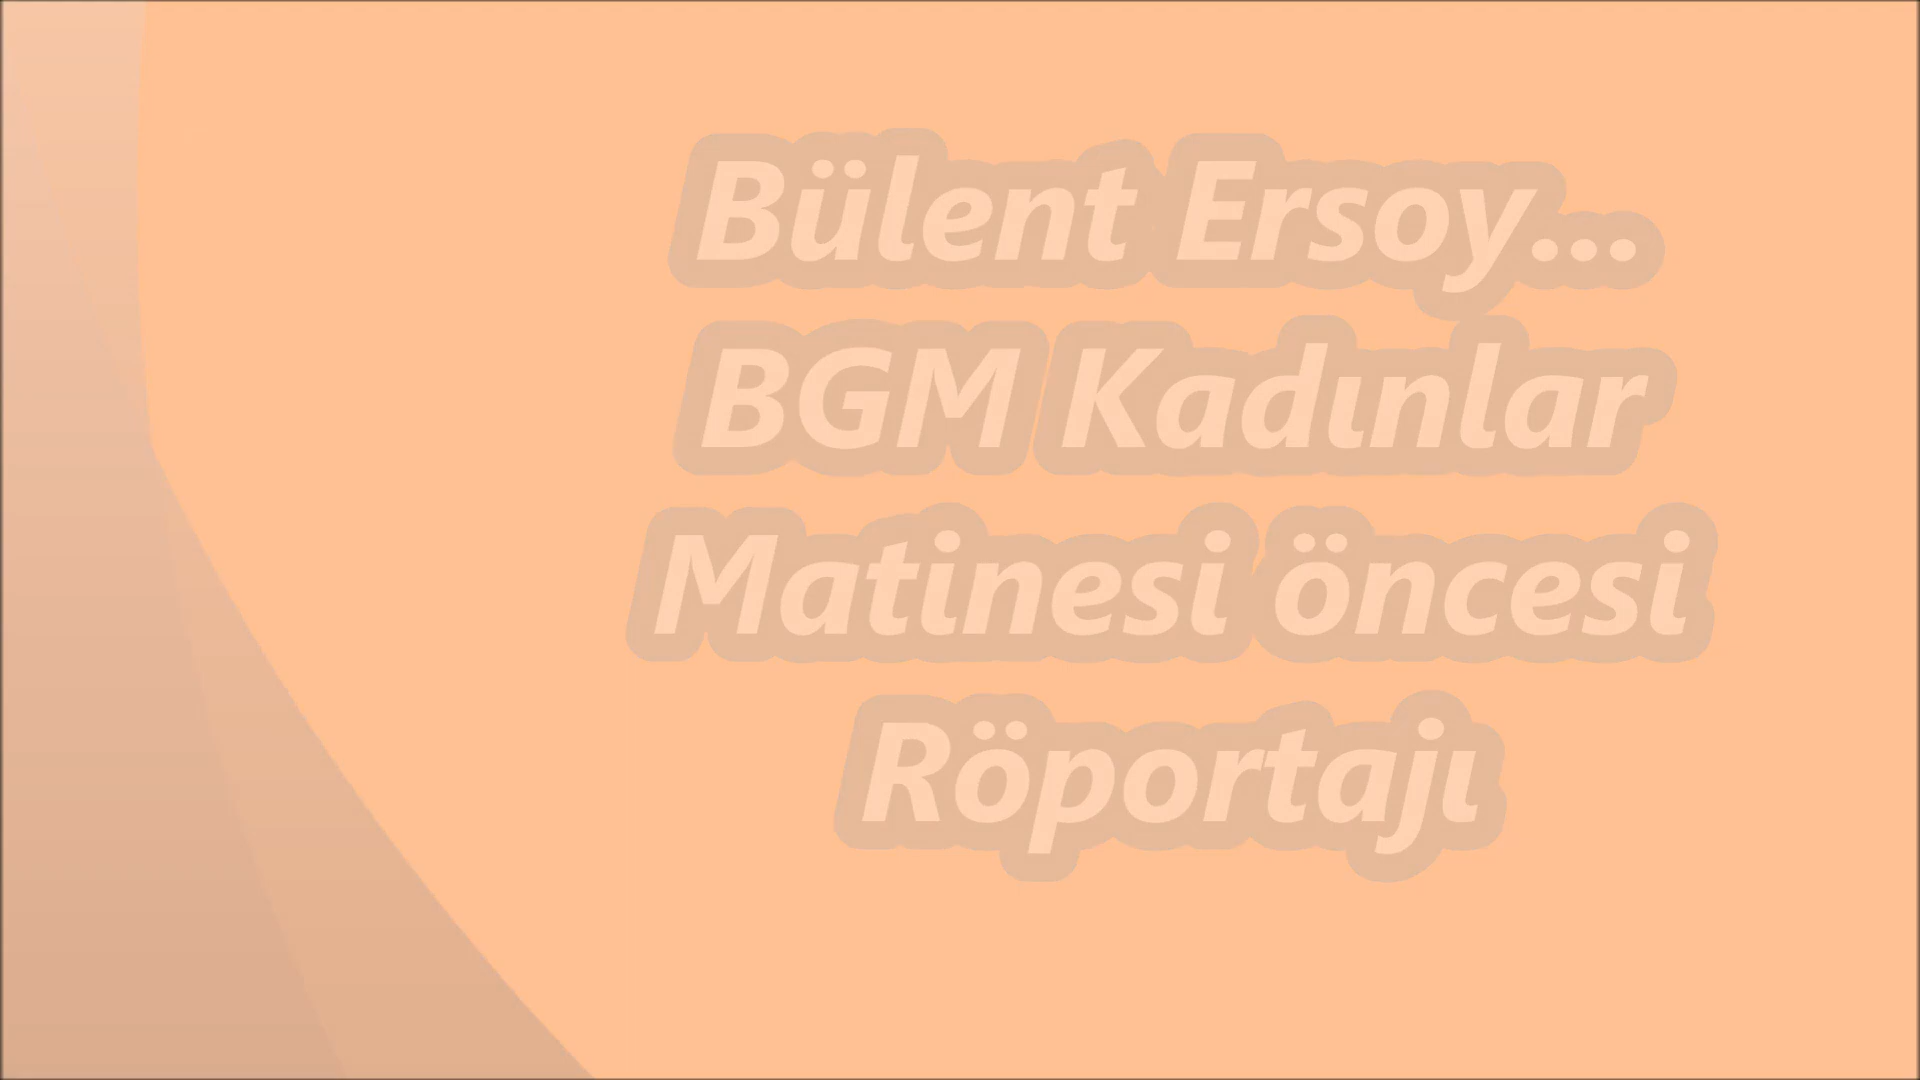 Bülent Ersoy...
BGM Kadınlar
Matinesi öncesi
Röportajı